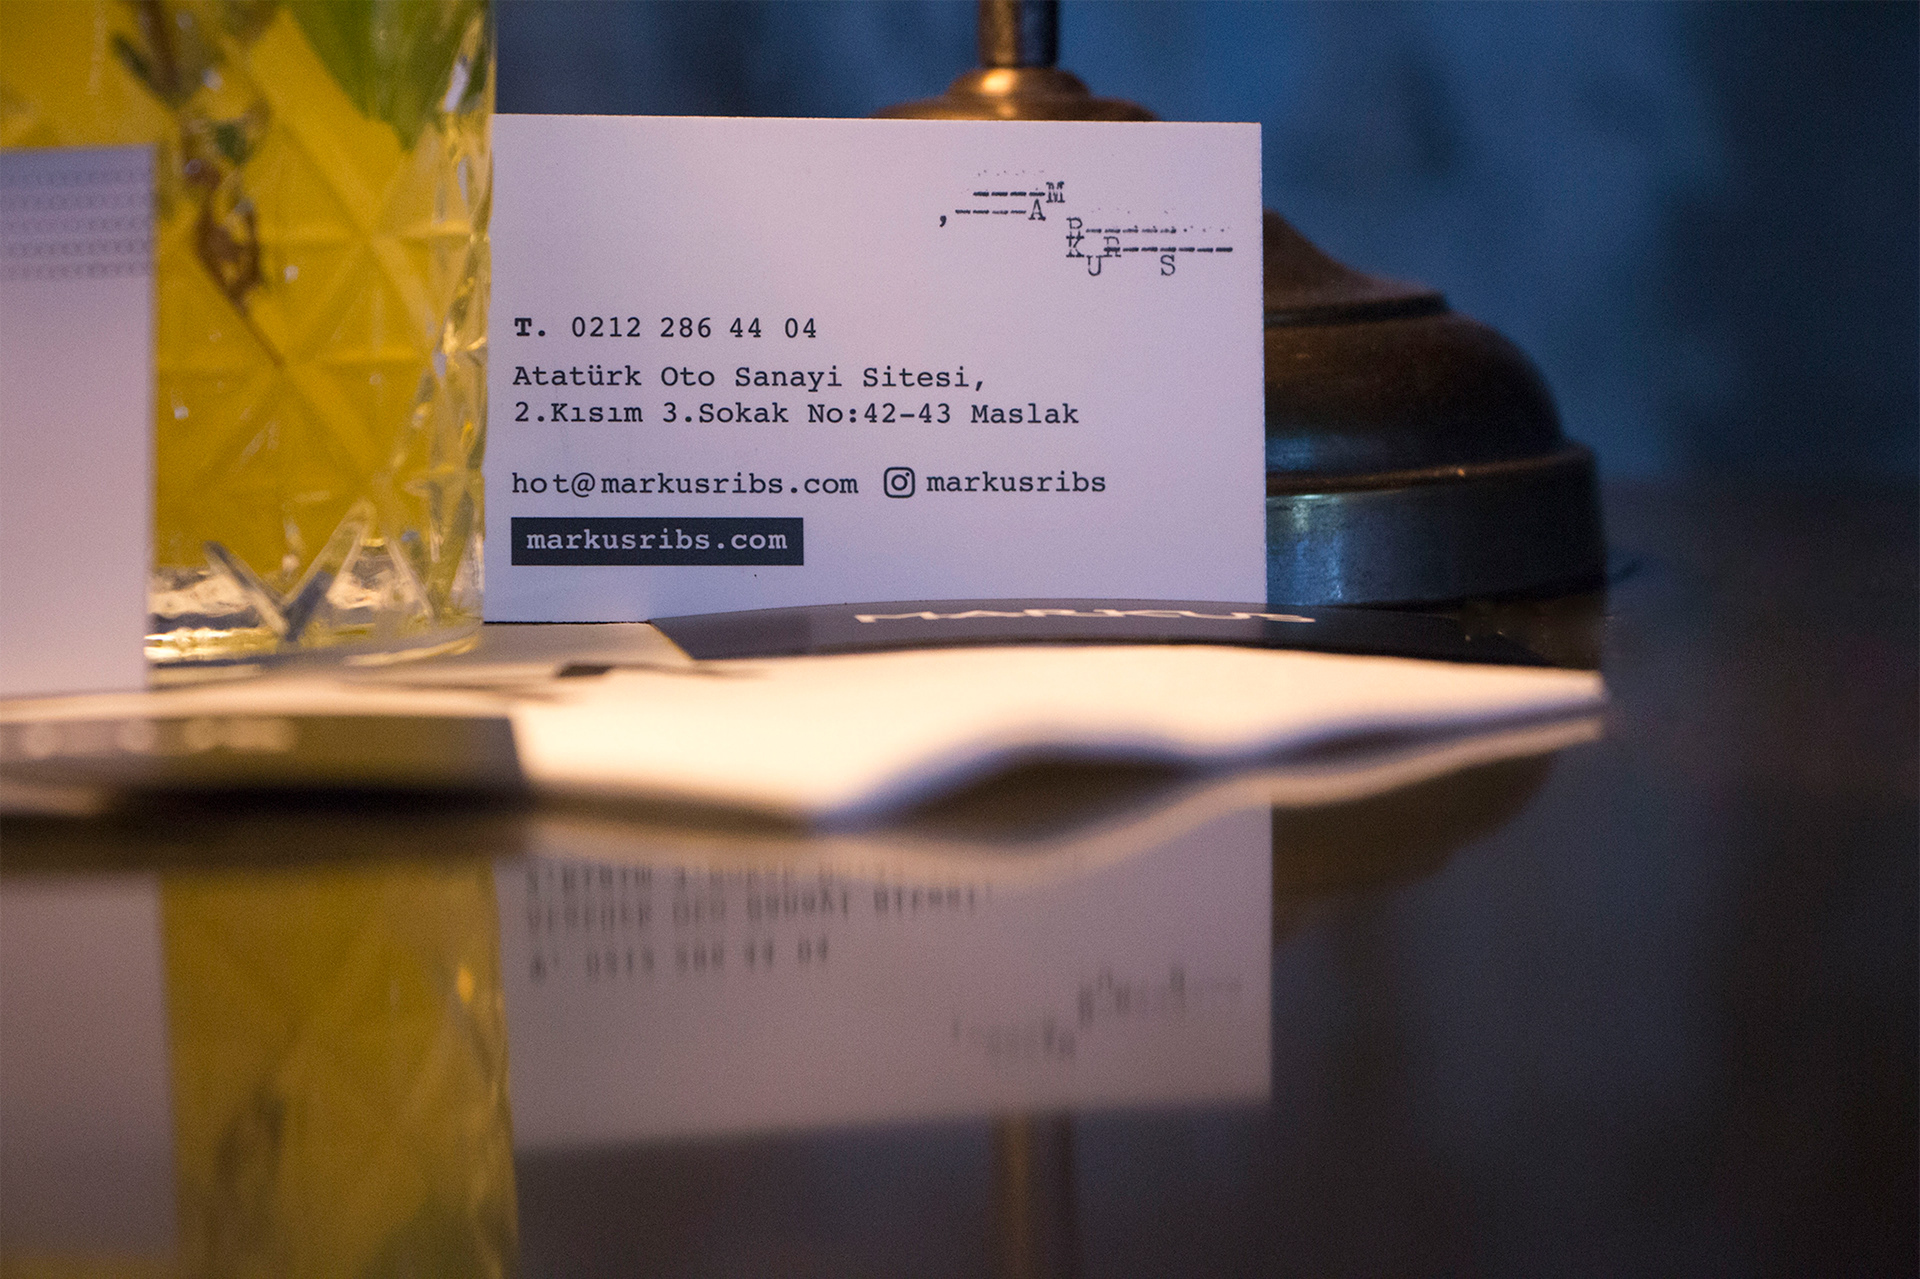 T. 0212 286 44 04
Atatürk Oto Sanayi Sitesi,
2.Kısım 3.Sokak No:42-43 Maslak
hot@markusribs.com markusribs
markusribs.com
MARKUS